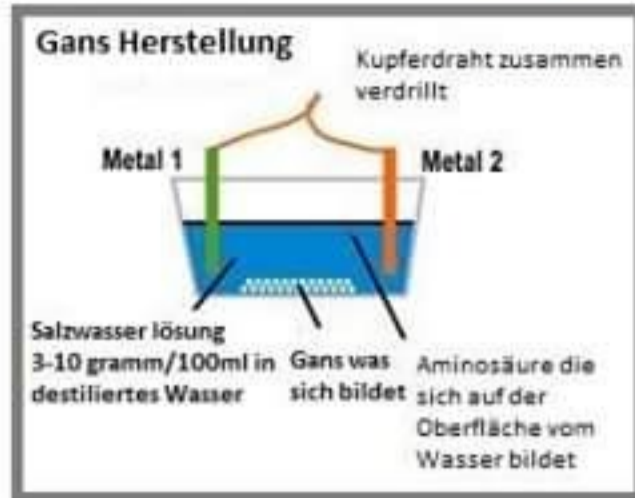 Gans Herstellung
Kupferdraht zusammen
verdrillt
Metal 1
Metal 2
Salzwasser lösung
3-10 gramm/100ml in
destiliertes Wasser
Gans was
sich bildet
Aminosäure die
sich auf der
Oberfläche vom
Wasser bildet